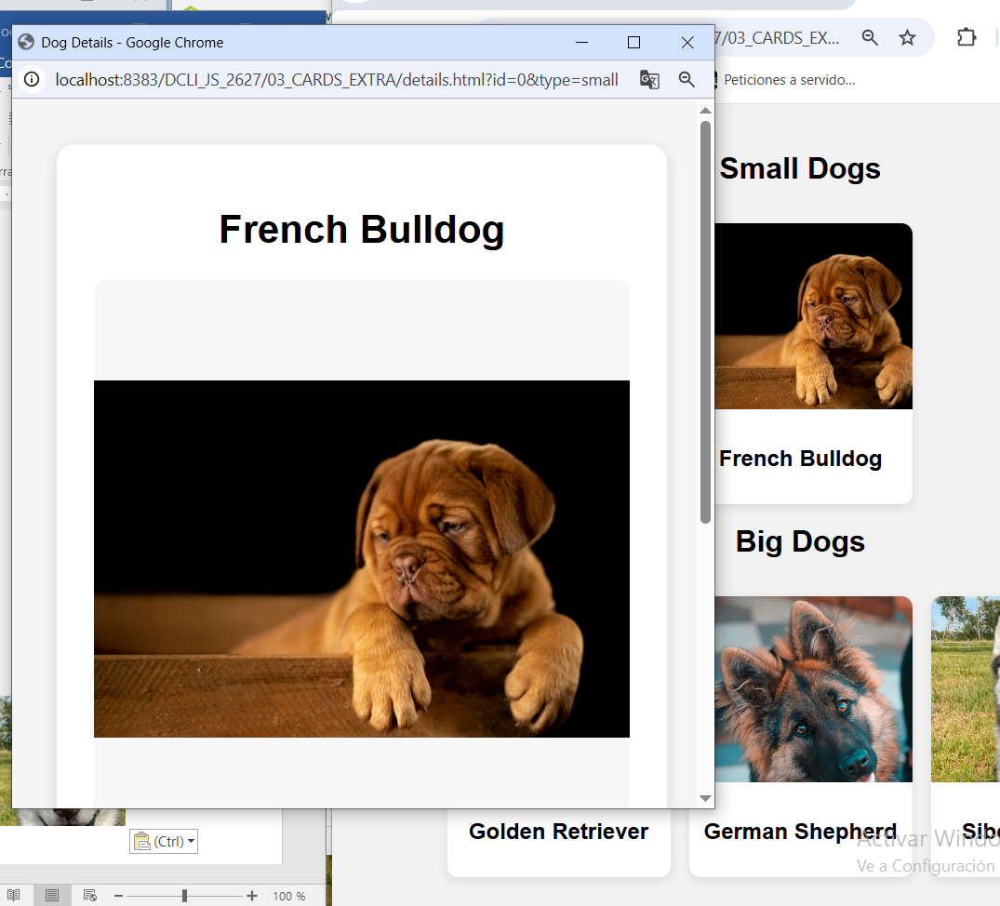 Dog Details - Google Chrome
localhost:8383/DCLI_JS_2627/03_CARDS_EXTRA/details.html?id=0&type=small
7/03_CARDS_EX...
Peticiones a servido...
French Bulldog
Small Dogs
French Bulldog
Big Dogs
Golden Retriever
German Shepherd
Sibe
Activar Windo
Ve a Configuración
(Ctrl)
100 %